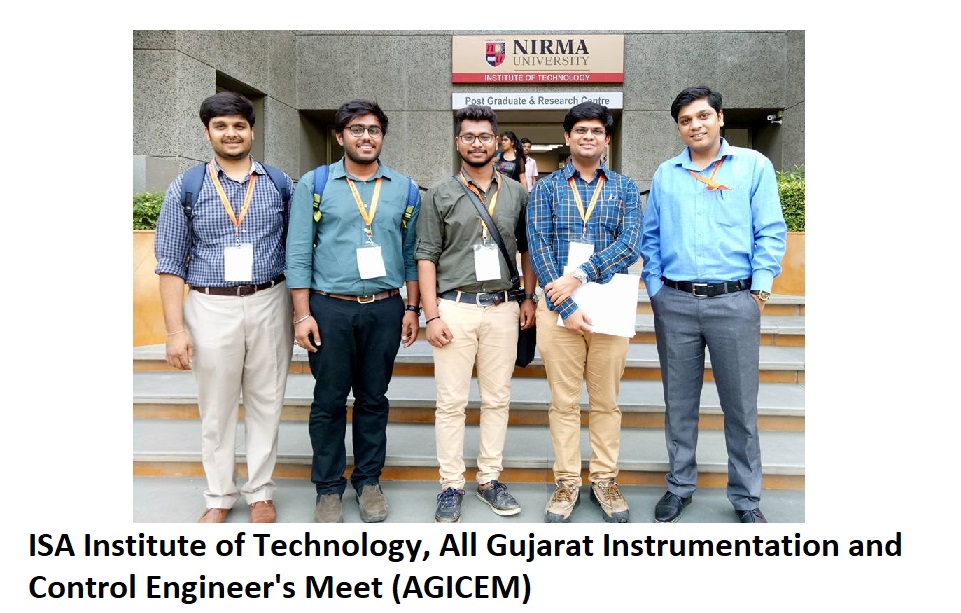 NIRMA
UNIVERSITY
INSTITUTE OF TECHNOLOGY
Post Graduate & Research Centre
ISA Institute of Technology, All Gujarat Instrumentation and
Control Engineer's Meet (AGICEM)